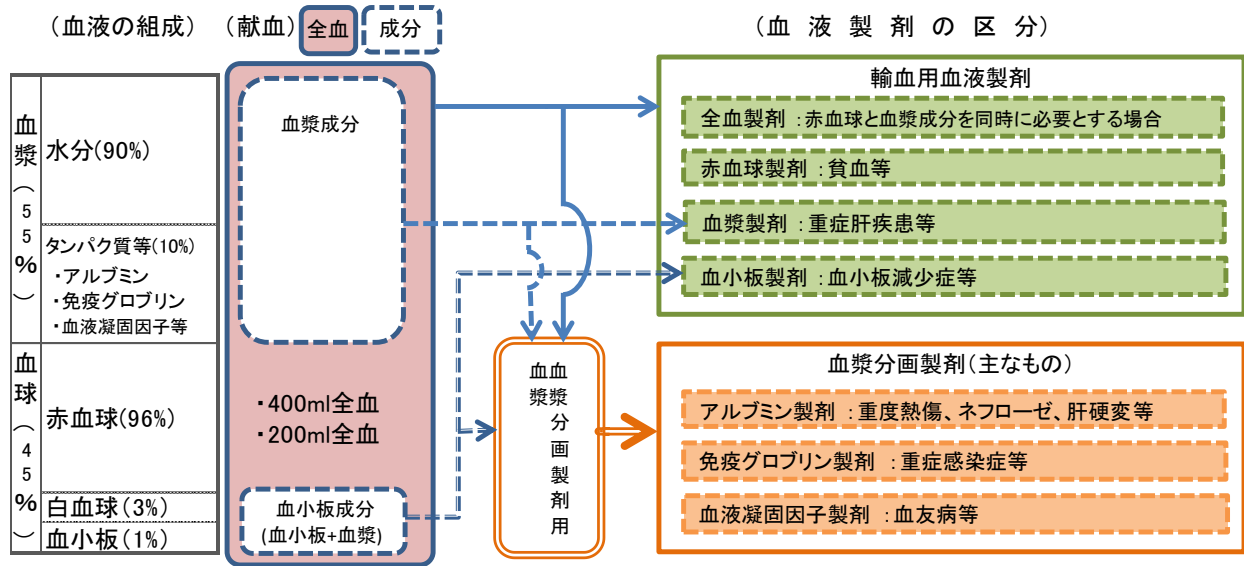 (血液の組成)
(献血)
全血
成分
(血液製剤の区分)
血漿(55%)
水分(90%)
タンパク質等(10%)
・アルブミン
・免疫グロブリン
・血液凝固因子等
血球(45%)
赤血球(96%)
白血球(3%)
血小板(1%)
血漿成分
・400ml全血
・200ml全血
血小板成分
(血小板+血漿)
血漿分画製剤用
血漿
輸血用血液製剤
全血製剤:赤血球と血漿成分を同時に必要とする場合
赤血球製剤:貧血等
血漿製剤:重症肝疾患等
血小板製剤:血小板減少症等
血漿分画製剤(主なもの)
アルブミン製剤:重度熱傷、ネフローゼ、肝硬変等
免疫グロブリン製剤:重症感染症等
血液凝固因子製剤:血友病等